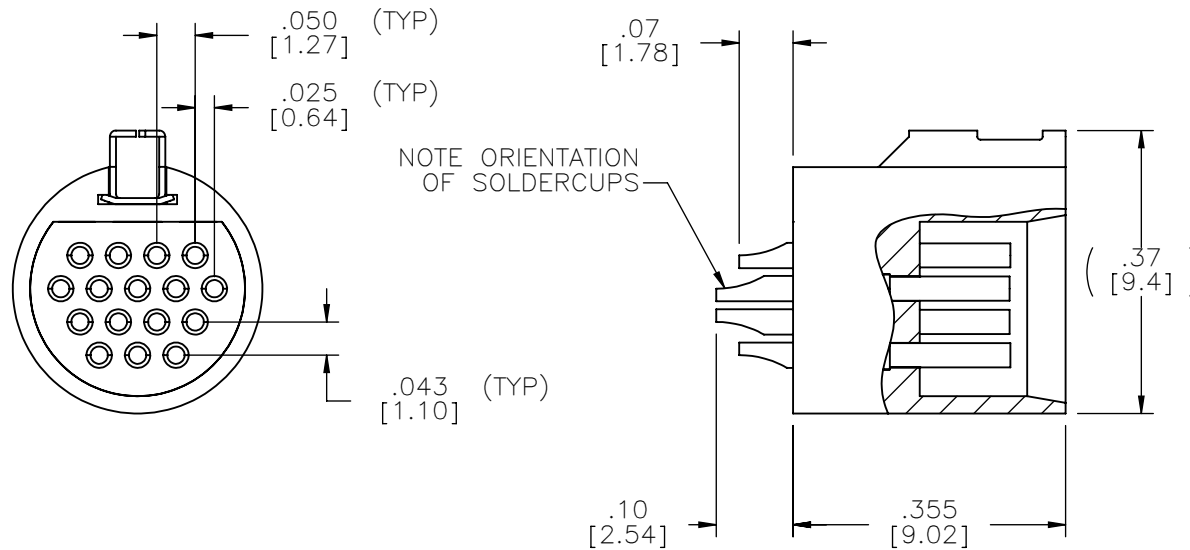 .050 (TYP)
[1.27]
.025 (TYP)
[0.64]
.07
[1.78]
NOTE ORIENTATION
OF SOLDERCUPS
( .37 )
[9.4]
.043 (TYP)
[1.10]
.10
[2.54]
.355
[9.02]